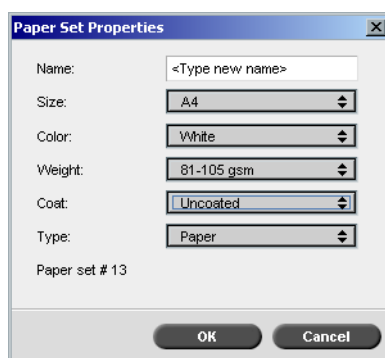 Paper Set Properties
Name: <Type new name>
Size: A4
Color: White
Weight: 81-105 gsm
Coat: Uncoated
Type: Paper
Paper set # 13
OK Cancel